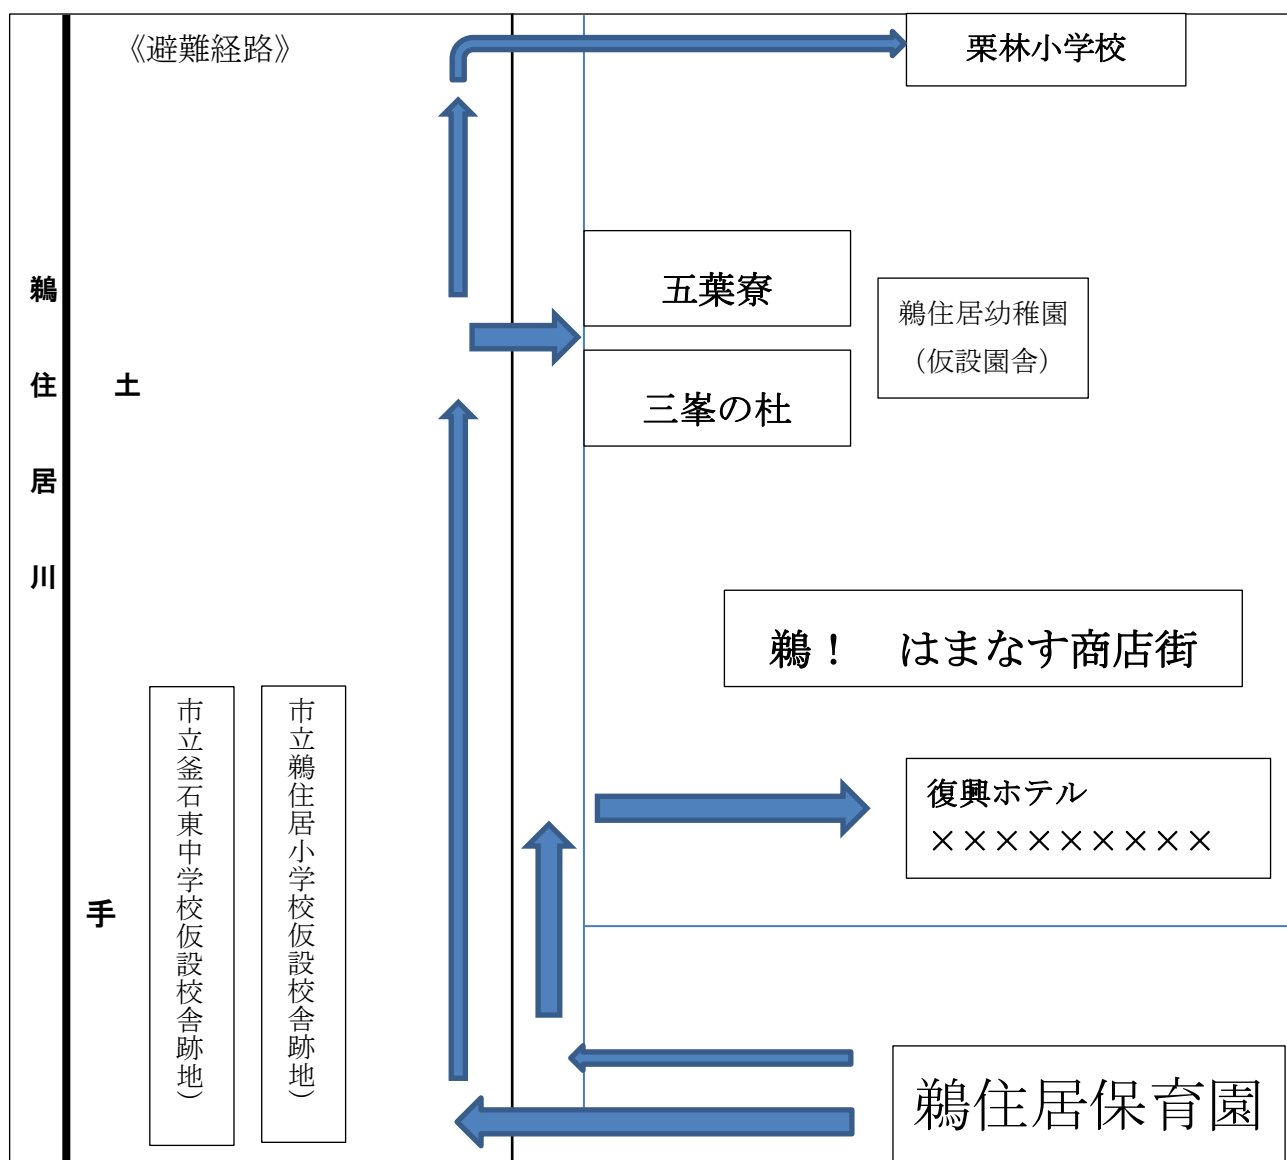 《避難経路》
栗林小学校
五葉寮
鵜住居幼稚園
（仮設園舎）
三峯の杜
鵜住居川
土手
鵜！　はまなす商店街
市立釜石東中学校仮設校舎跡地）
市立鵜住居小学校仮設校舎跡地）
復興ホテル
×××××××××
鵜住居保育園